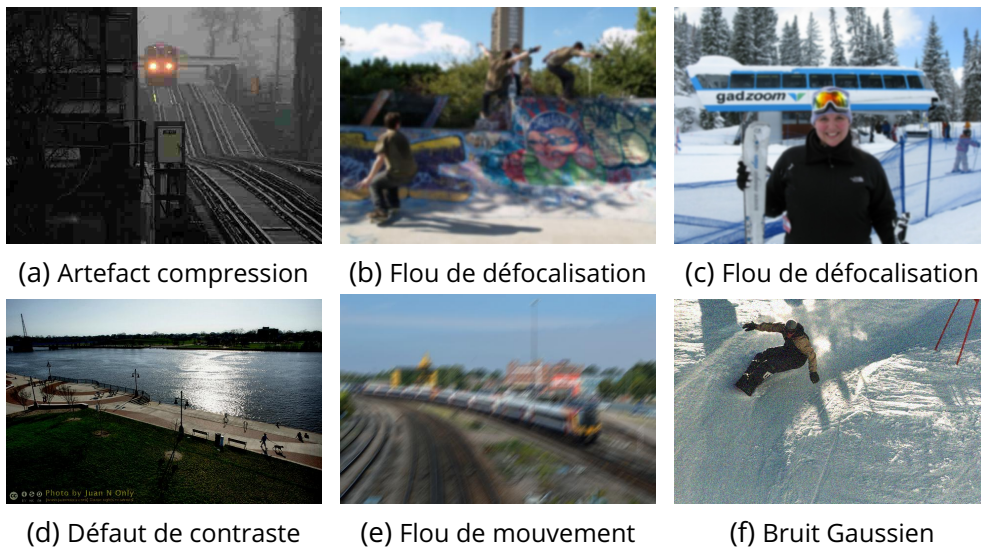 gadzoom
(a) Artefact compression
(b) Flou de défocalisation
(c) Flou de défocalisation
Photo by Juan N Only
(d) Défaut de contraste
(e) Flou de mouvement
(f) Bruit Gaussien